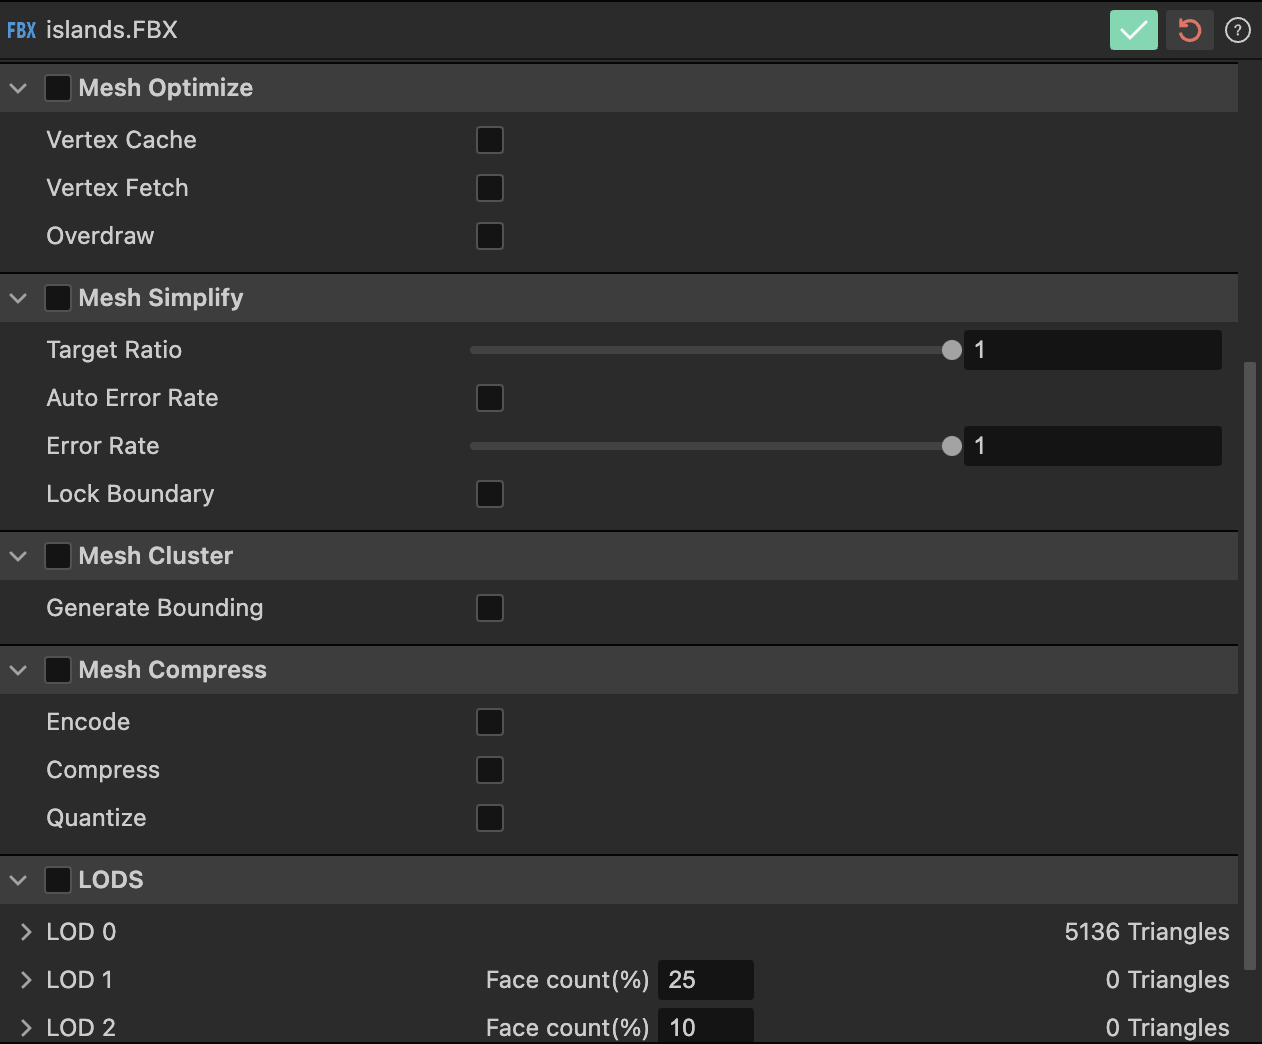 FBX islands.FBX
Mesh Optimize
Vertex Cache
Vertex Fetch
Overdraw
Mesh Simplify
Target Ratio 1
Auto Error Rate
Error Rate 1
Lock Boundary
Mesh Cluster
Generate Bounding
Mesh Compress
Encode
Compress
Quantize
LODS
LOD 0 5136 Triangles
LOD 1 Face count(%) 25 0 Triangles
LOD 2 Face count(%) 10 0 Triangles